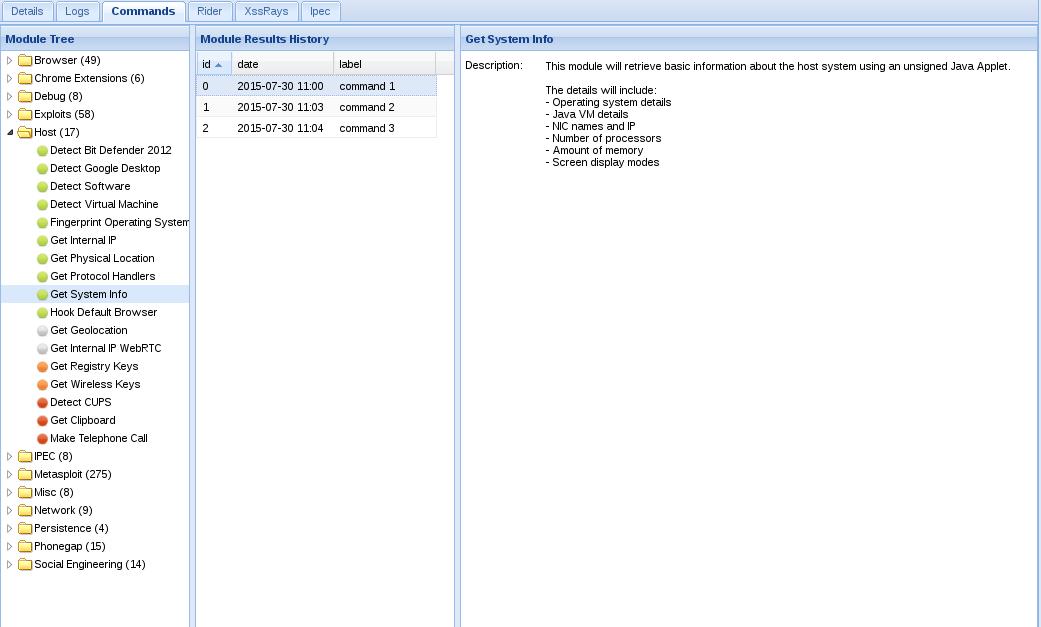 Details Logs Commands Rider XssRays Ipec
Module Tree
Browser (49)
Chrome Extensions (6)
Debug (8)
Exploits (58)
Host (17)
Detect Bit Defender 2012
Detect Google Desktop
Detect Software
Detect Virtual Machine
Fingerprint Operating System
Get Internal IP
Get Physical Location
Get Protocol Handlers
Get System Info
Hook Default Browser
Get Geolocation
Get Internal IP WebRTC
Get Registry Keys
Get Wireless Keys
Detect CUPS
Get Clipboard
Make Telephone Call
IPEC (8)
Metasploit (275)
Misc (8)
Network (9)
Persistence (4)
Phonegap (15)
Social Engineering (14)
Module Results History
id date label
0 2015-07-30 11:00 command 1
1 2015-07-30 11:03 command 2
2 2015-07-30 11:04 command 3
Get System Info
Description: This module will retrieve basic information about the host system using an unsigned Java Applet.
The details will include:
- Operating system details
- Java VM details
- NIC names and IP
- Number of processors
- Amount of memory
- Screen display modes